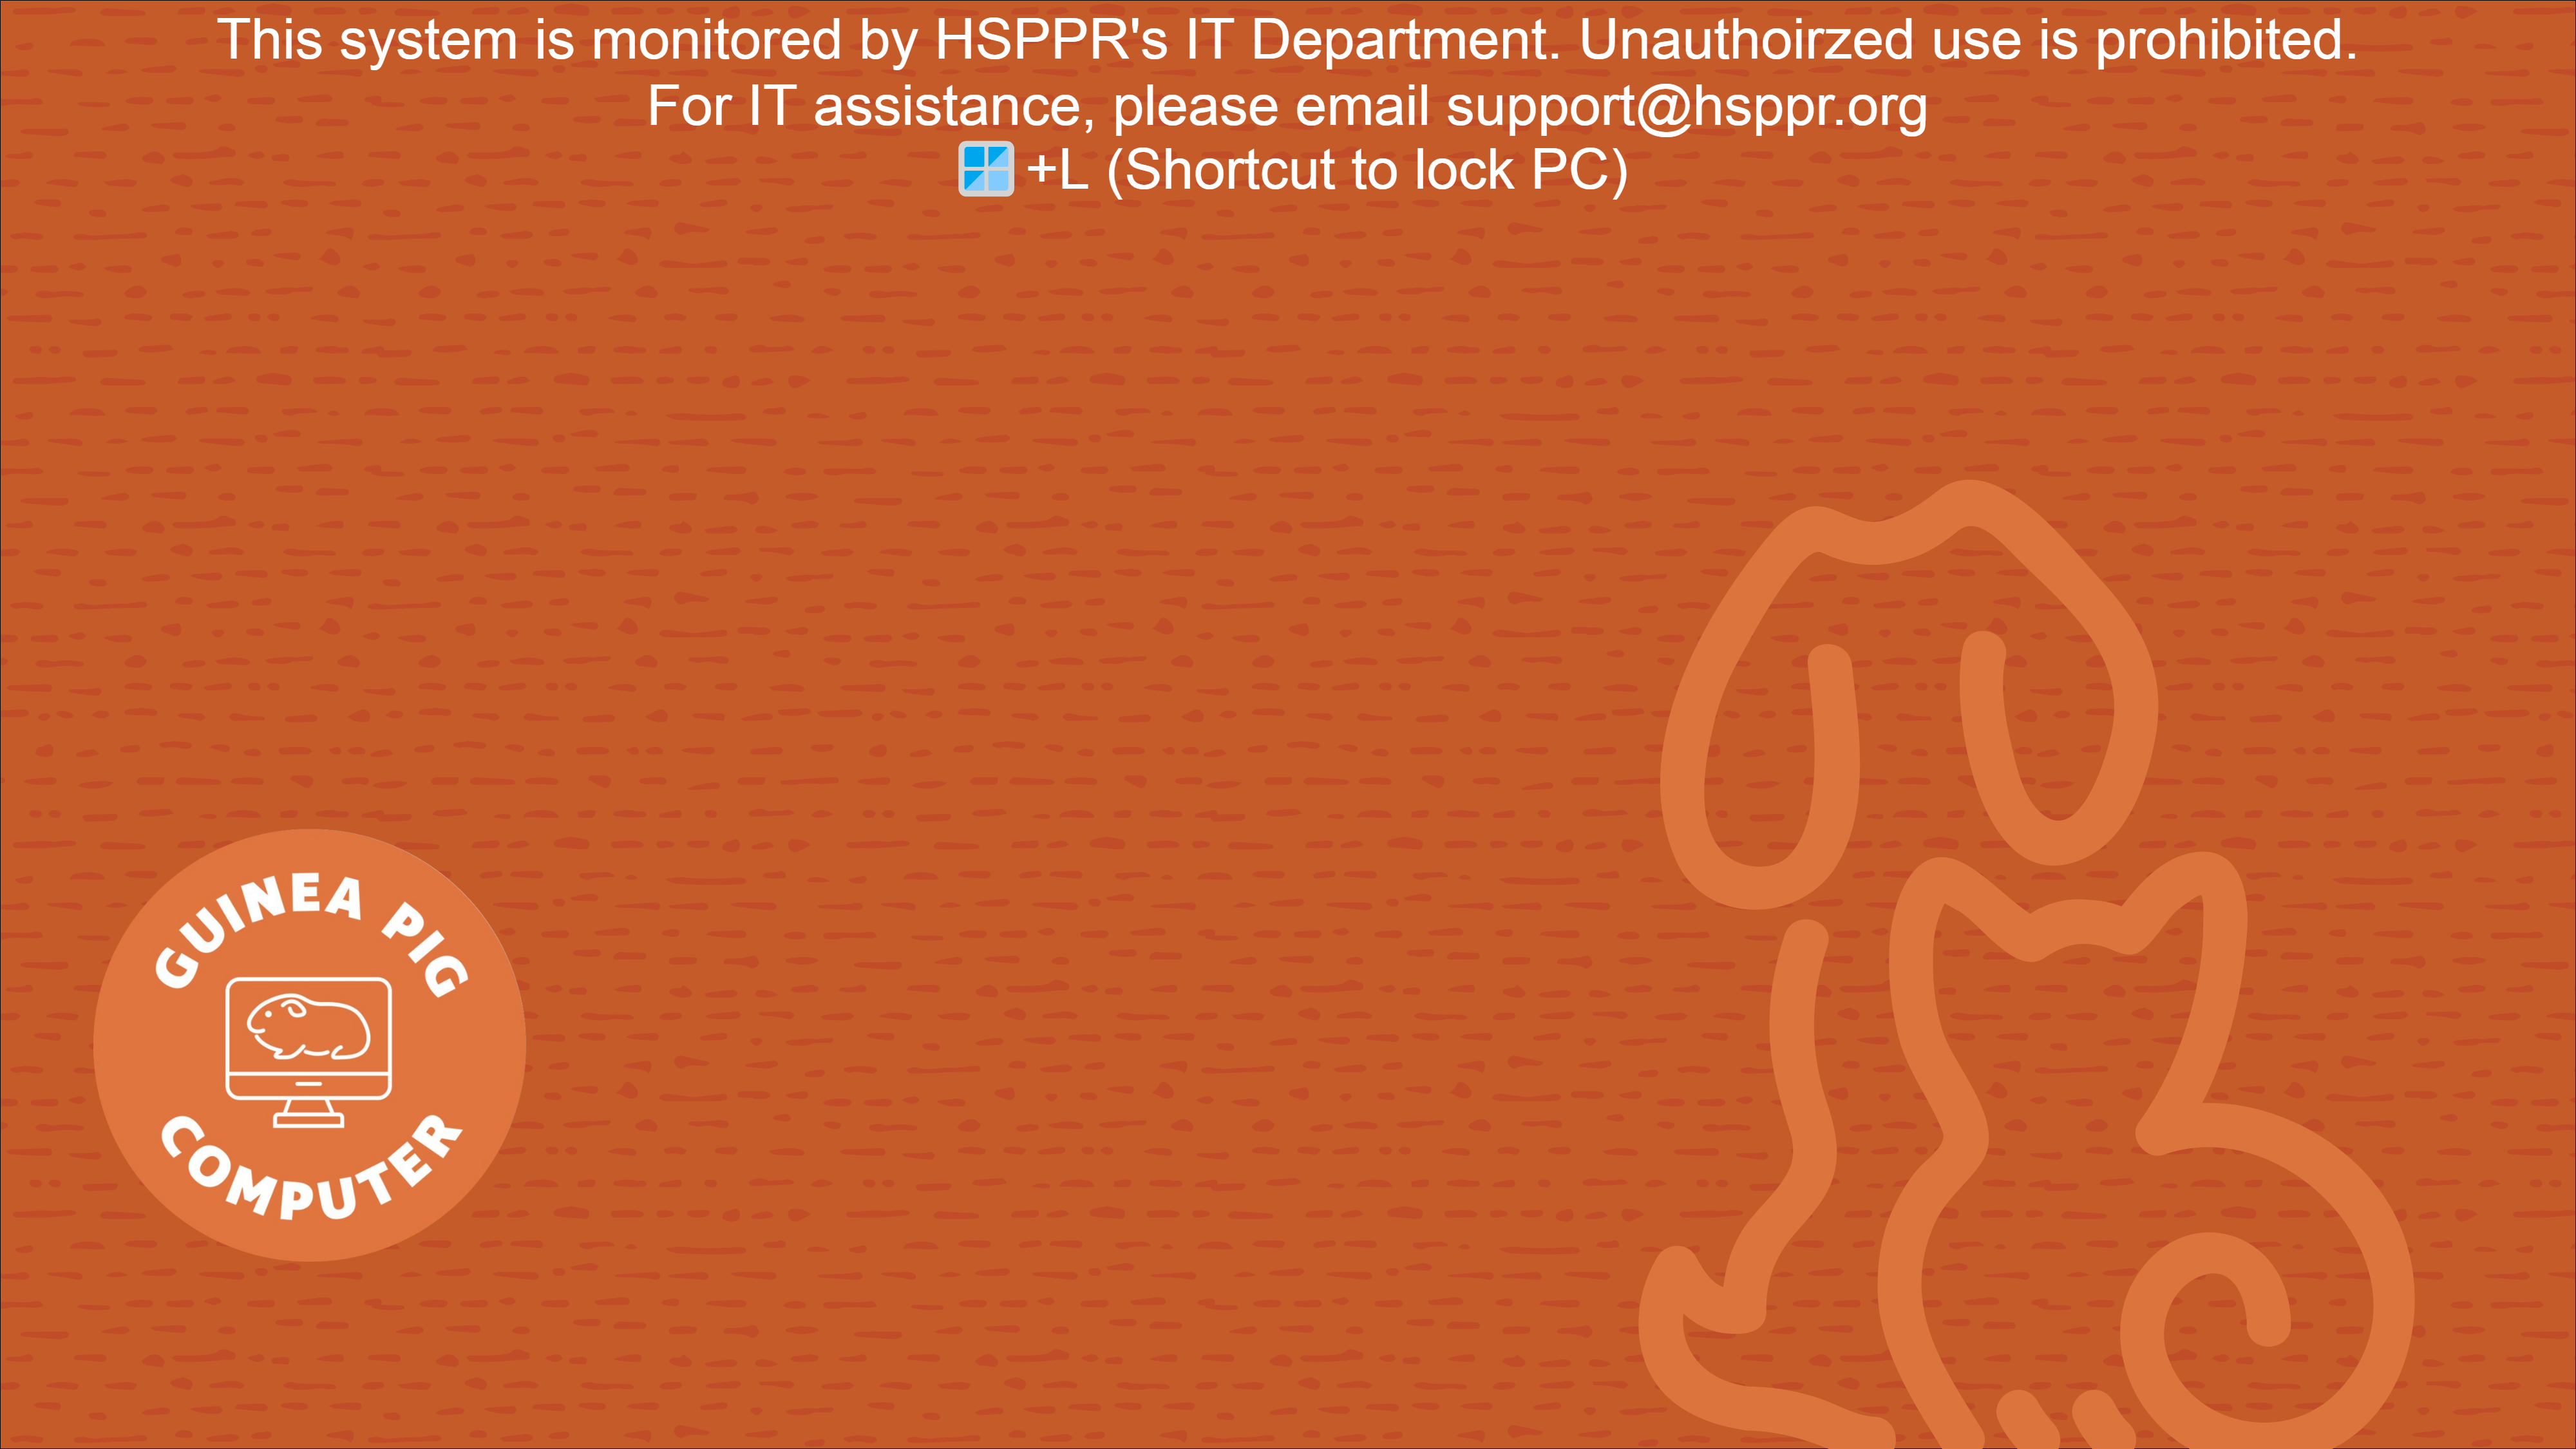 This system is monitored by HSPPR's IT Department. Unauthoirzed use is prohibited.
For IT assistance, please email support@hsppr.org
+L (Shortcut to lock PC)
GUINEA PIG
COMPUTER